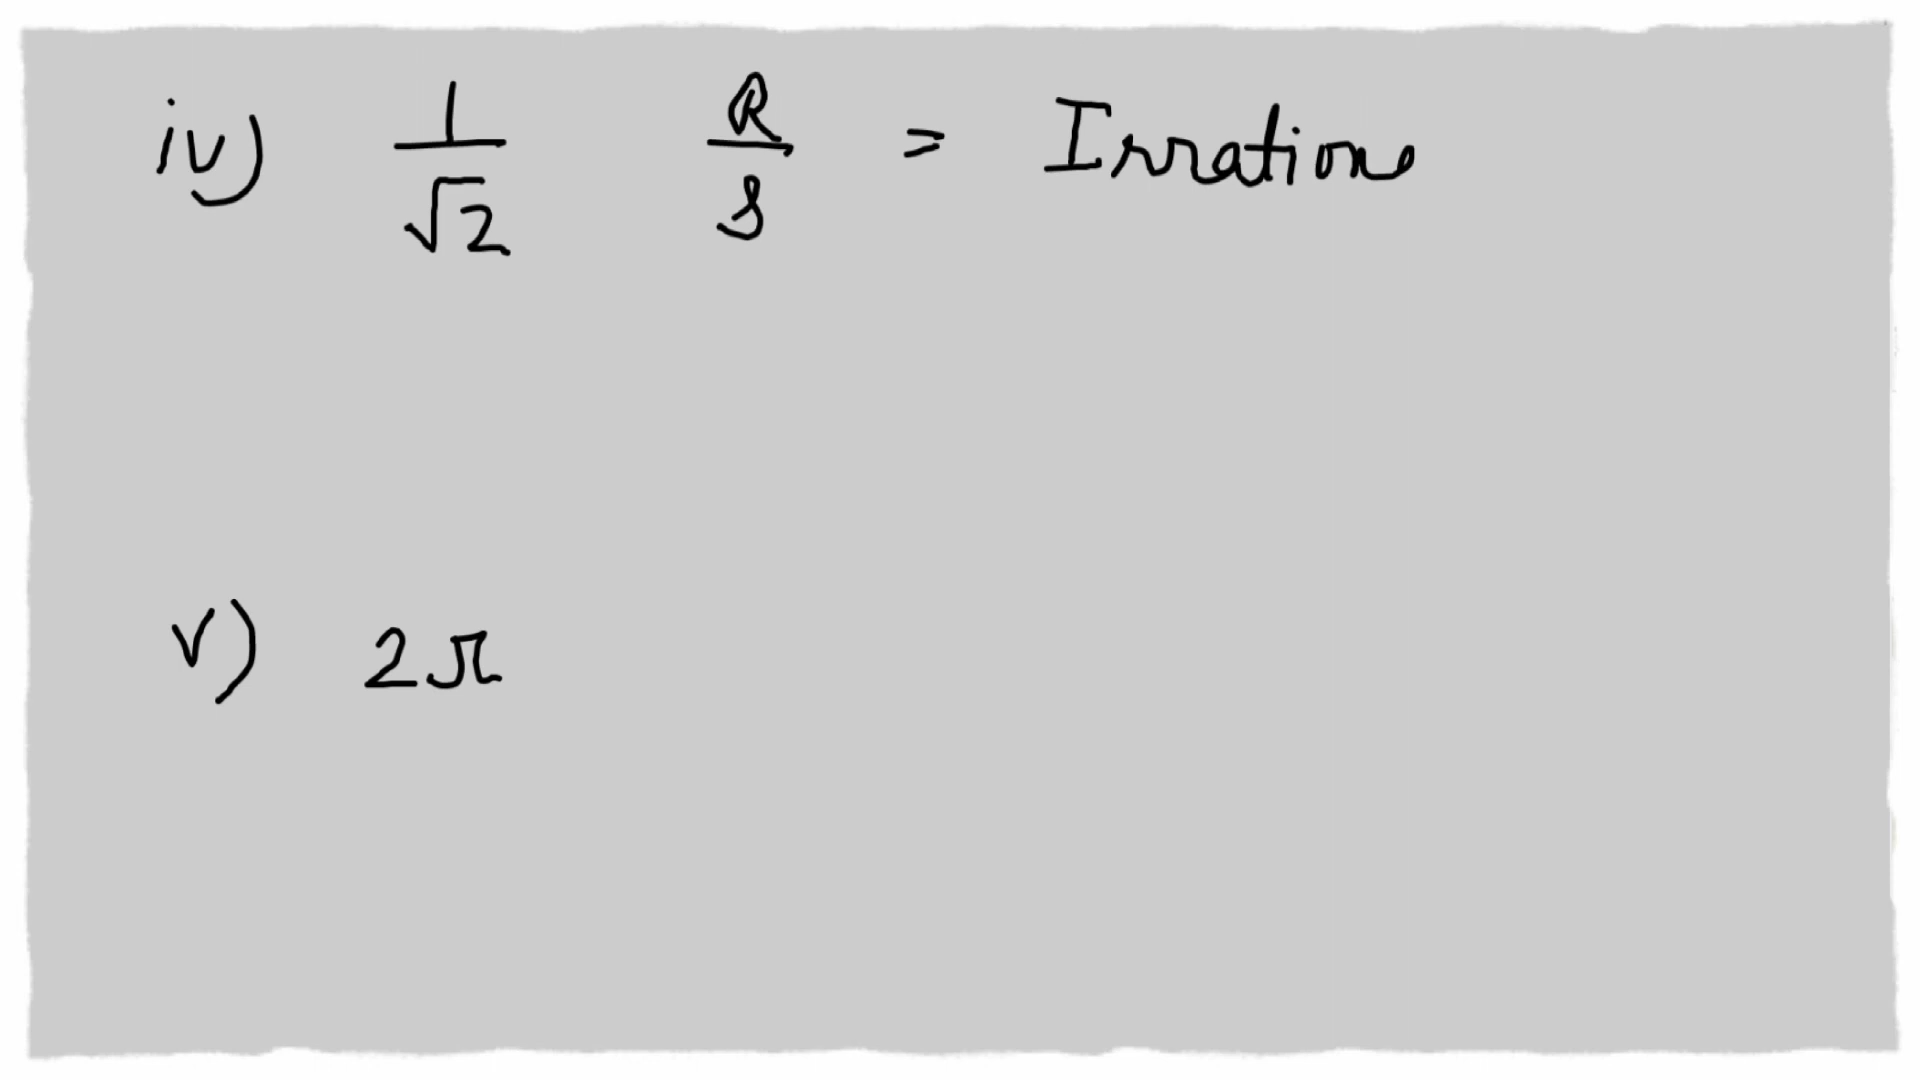 iv) 1/√2 R/S = Irration
v) 2π